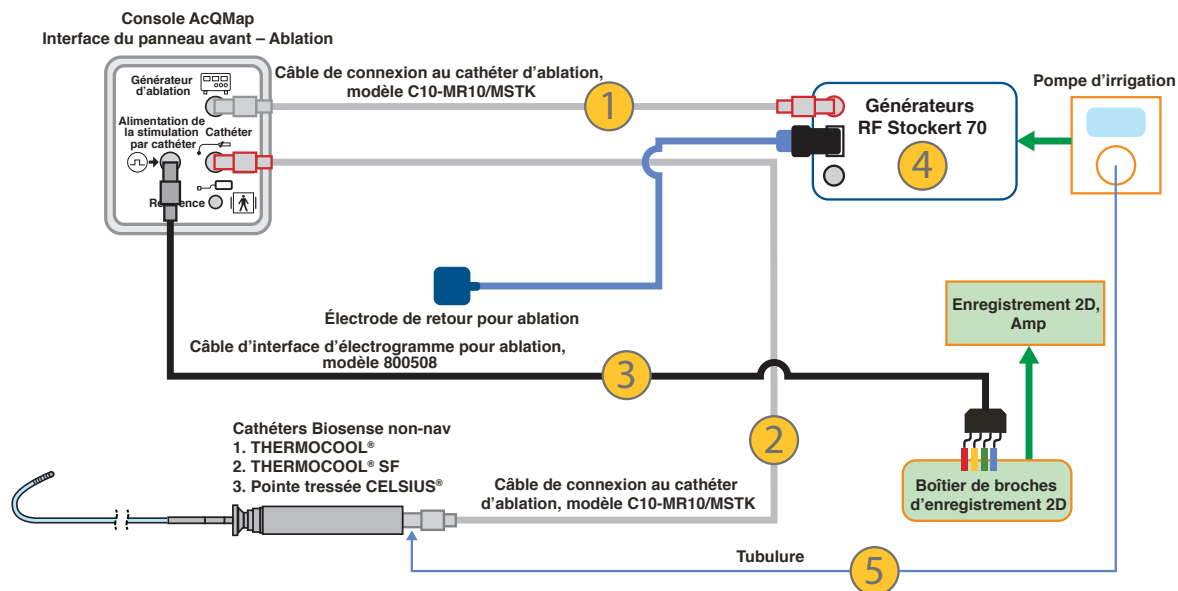 Console AcQMap
Interface du panneau avant – Ablation
Générateur
d'ablation
Alimentation de
la stimulation
par cathéter
Cathéter
Câble de connexion au cathéter d'ablation,
modèle C10-MR10/MSTK
1
Générateurs
RF Stockert 70
4
Pompe d'irrigation
Électrode de retour pour ablation
Câble d'interface d'électrogramme pour ablation,
modèle 800508
3
2
Enregistrement 2D,
Amp
Boîtier de broches
d'enregistrement 2D
Cathéters Biosense non-nav
1. THERMOCOOL®
2. THERMOCOOL® SF
3. Pointe tressée CELSIUS®
Câble de connexion au cathéter
d'ablation, modèle C10-MR10/MSTK
Tubulure
5